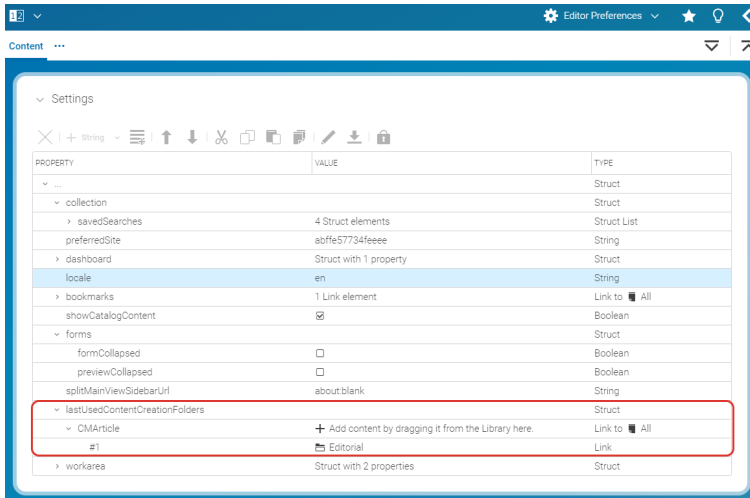 Editor Preferences
Content ...
Settings
+ String
PROPERTY VALUE TYPE
... Struct
collection Struct
savedSearches 4 Struct elements Struct List
preferredSite abffe57734feeee String
dashboard Struct with 1 property Struct
locale en String
bookmarks 1 Link element Link to All
showCatalogContent Boolean
forms Struct
formCollapsed Boolean
previewCollapsed Boolean
splitMainViewSidebarUrl about:blank String
lastUsedContentCreationFolders Struct
CMArticle + Add content by dragging it from the Library here. Link to All
#1 Editorial Link
workarea Struct with 2 properties Struct